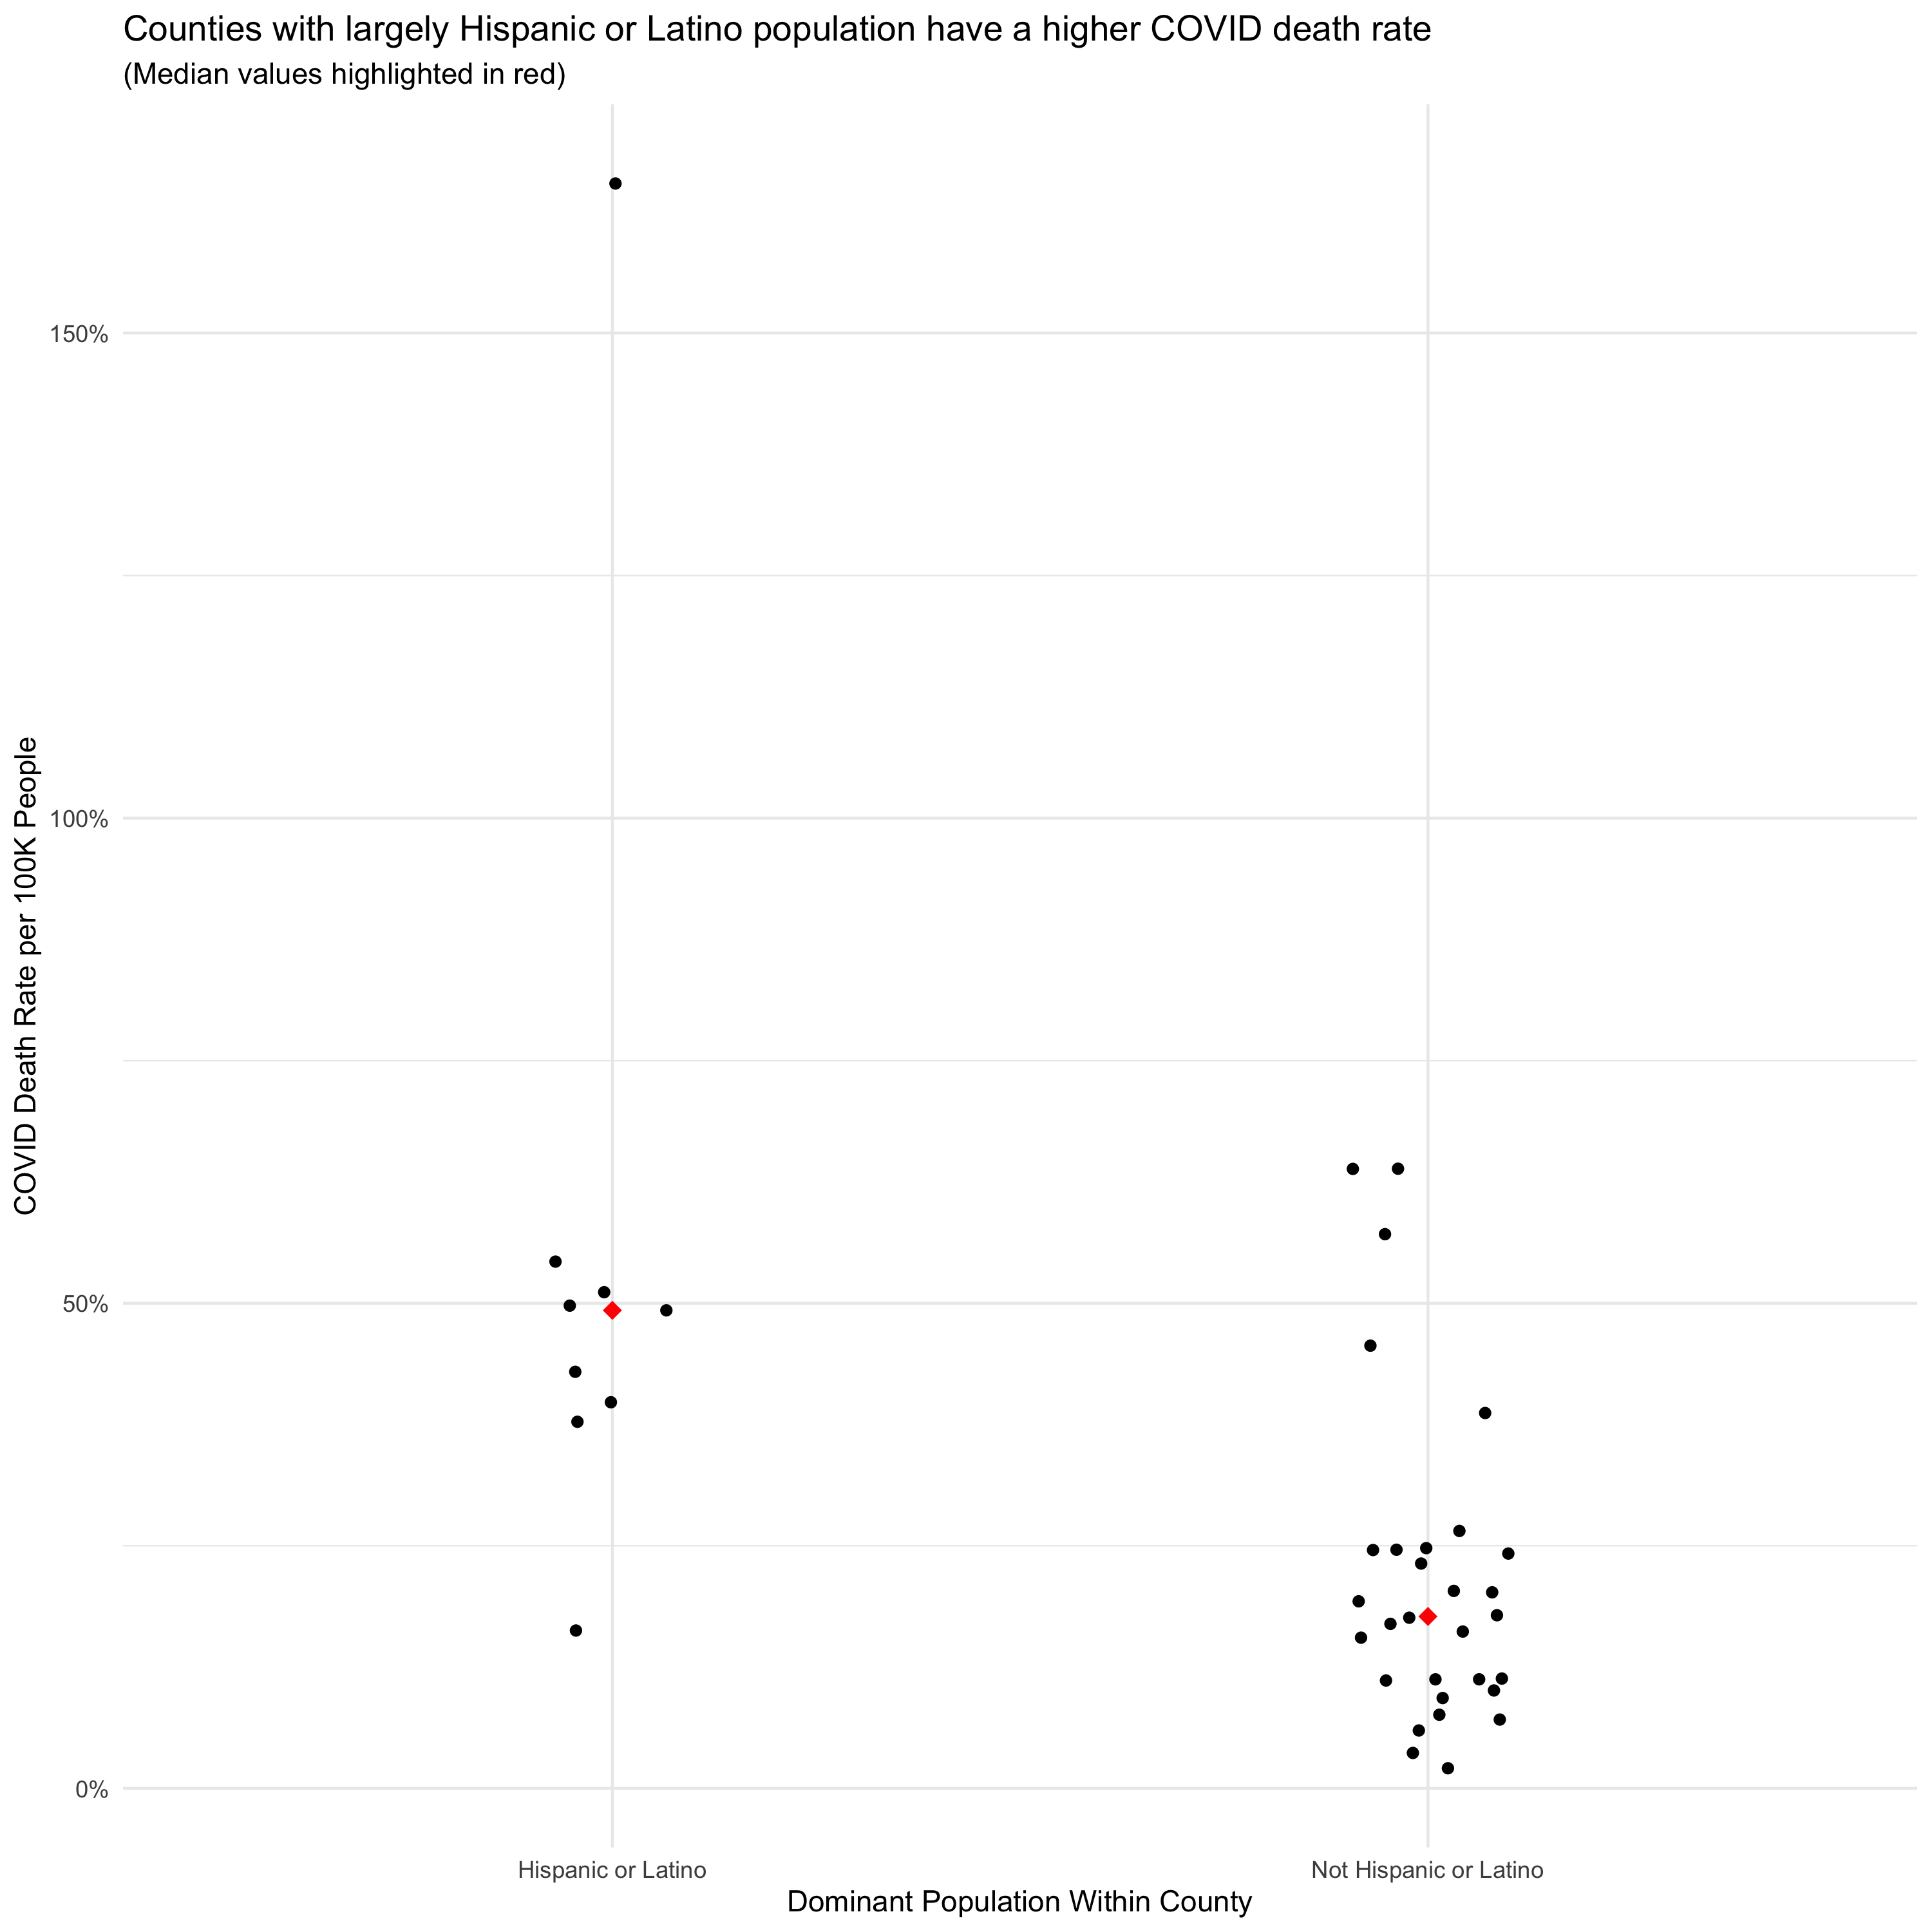 Counties with largely Hispanic or Latino population have a higher COVID death rate
(Median values highlighted in red)
COVID Death Rate per 100K People
150%
100%
50%
0%
Hispanic or Latino
Not Hispanic or Latino
Dominant Population Within County